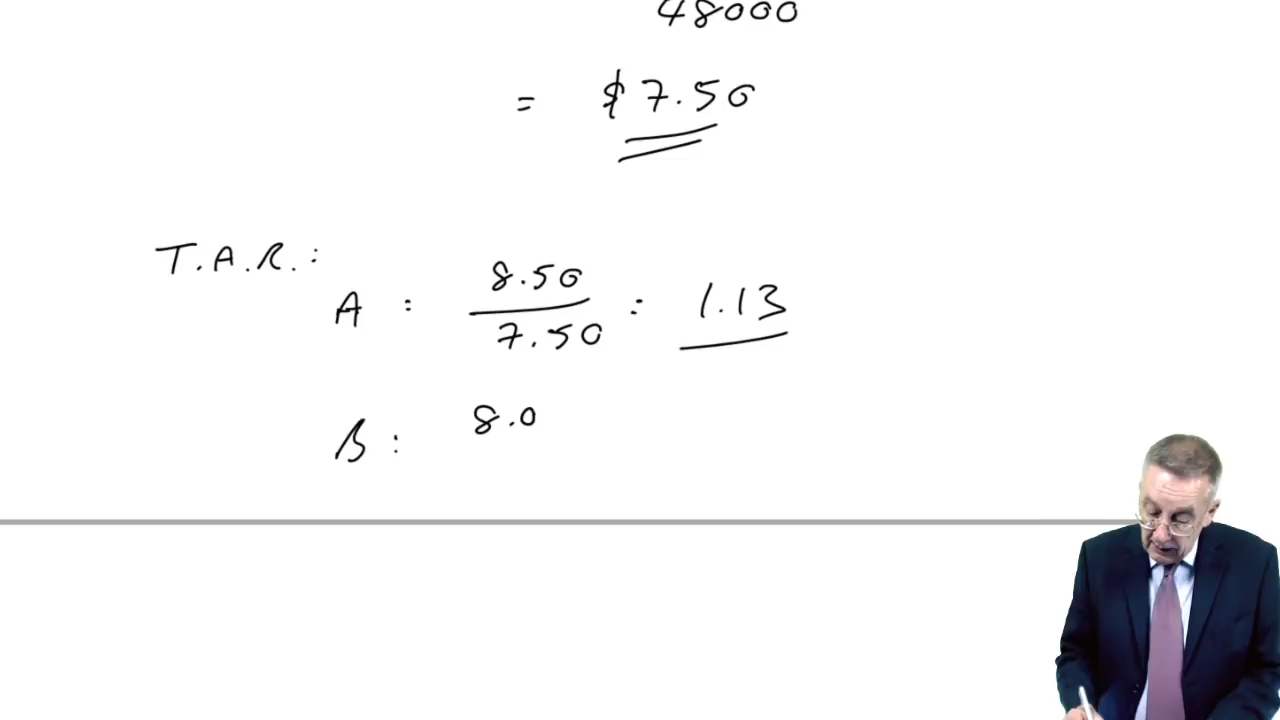 48000
= $7.50
T.A.R.:
A : 8.50
7.50 : 1.13
B : 8.0